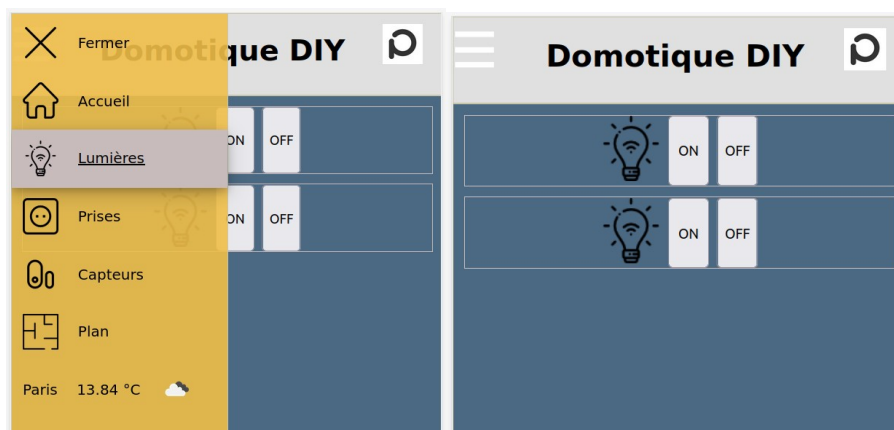 Fermer
Domotique DIY
Accueil
Lumières
ON OFF
Prises
ON OFF
Capteurs
Plan
Paris 13.84 °C
Domotique DIY
ON OFF
ON OFF